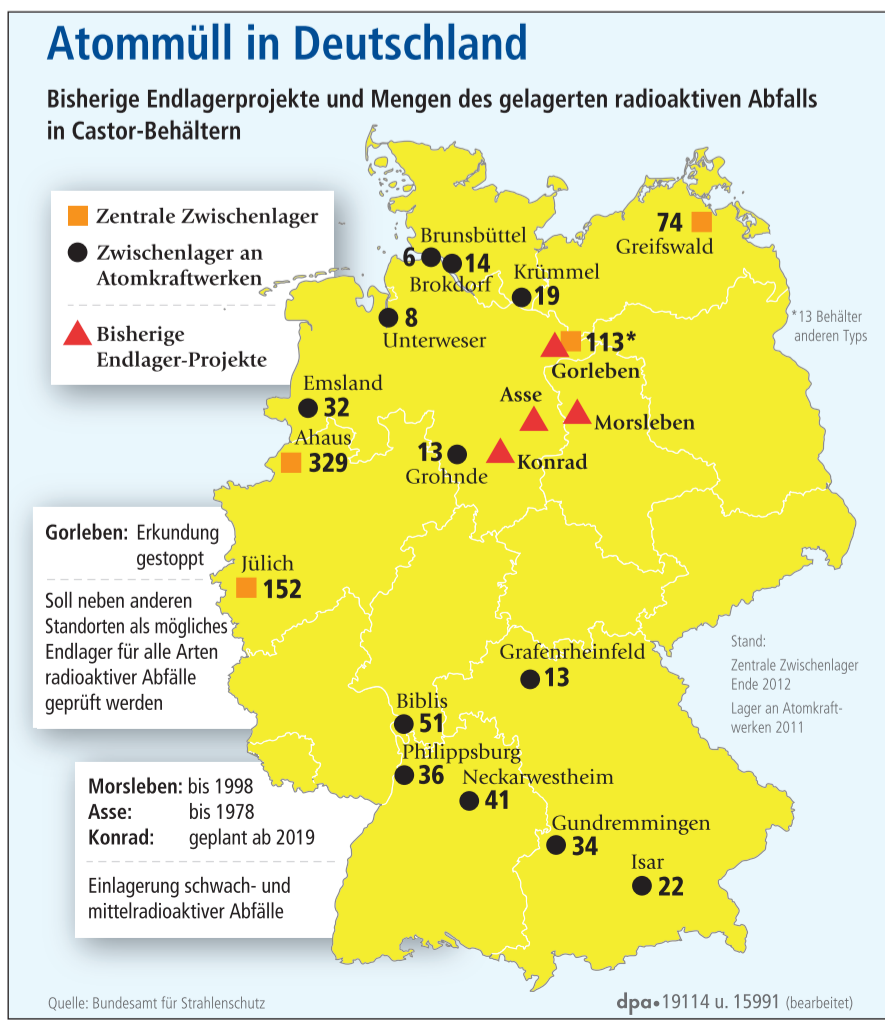 Atommüll in Deutschland
Bisherige Endlagerprojekte und Mengen des gelagerten radioaktiven Abfalls
in Castor-Behältern
Zentrale Zwischenlager
Zwischenlager an
Atomkraftwerken
Bisherige
Endlager-Projekte
74
Greifswald
Brunsbüttel
6
14
Brokdorf
Krümmel
19
8
Unterweser
*13 Behälter
anderen Typs
113*
Gorleben
Emsland
32
Asse
Morsleben
Ahaus
329
13
Grohnde
Konrad
Gorleben: Erkundung
gestoppt
Soll neben anderen
Standorten als mögliches
Endlager für alle Arten
radioaktiver Abfälle
geprüft werden
Jülich
152
Grafenrheinfeld
13
Stand:
Zentrale Zwischenlager
Ende 2012
Lager an Atomkraft-
werken 2011
Biblis
51
Philippsburg
36
Neckarwestheim
41
Morsleben: bis 1998
Asse: bis 1978
Konrad: geplant ab 2019
Einlagerung schwach- und
mittelradioaktiver Abfälle
Gundremmingen
34
Isar
22
Quelle: Bundesamt für Strahlenschutz
dpa•19114 u. 15991 (bearbeitet)